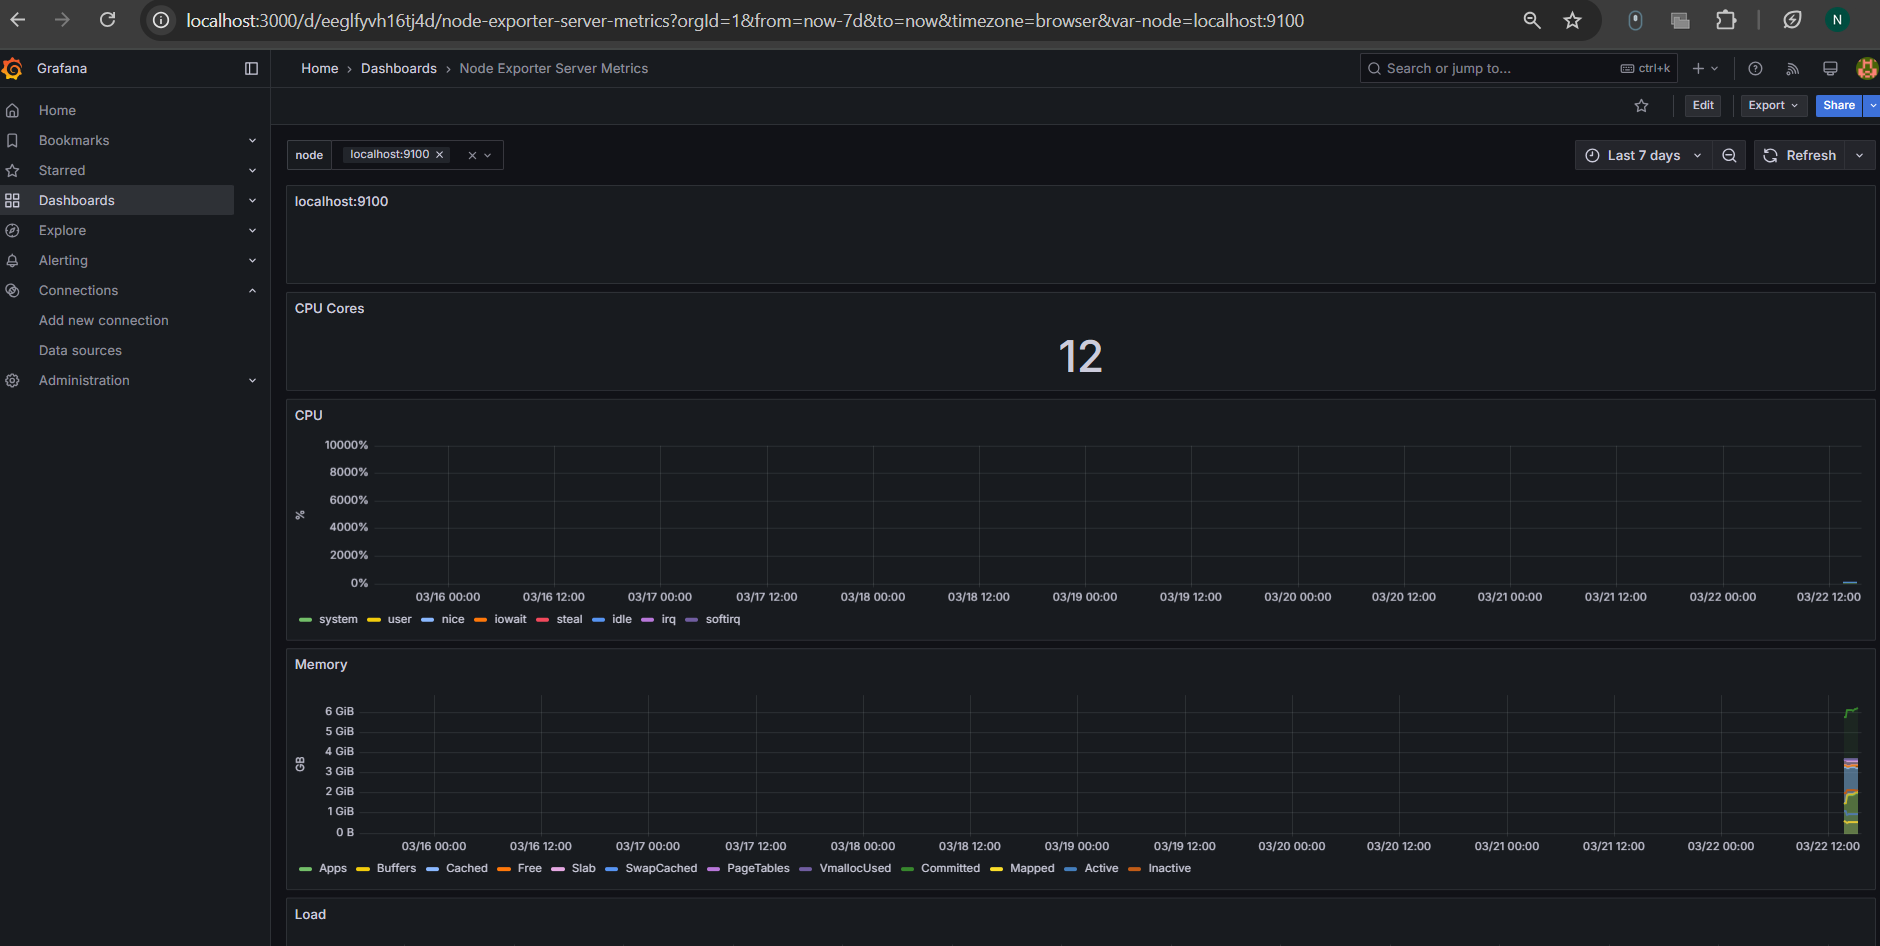 localhost:3000/d/eeglfyvh16tj4d/node-exporter-server-metrics?orgId=1&from=now-7d&to=now&timezone=browser&var-node=localhost:9100
N
Grafana
Home › Dashboards › Node Exporter Server Metrics
Search or jump to...
ctrl+k
Home
Bookmarks
Starred
Dashboards
Explore
Alerting
Connections
Add new connection
Data sources
Administration
Edit
Export
Share
node
localhost:9100
Last 7 days
Refresh
localhost:9100
CPU Cores
12
CPU
10000%
8000%
6000%
4000%
2000%
0%
%
03/16 00:00 03/16 12:00 03/17 00:00 03/17 12:00 03/18 00:00 03/18 12:00 03/19 00:00 03/19 12:00 03/20 00:00 03/20 12:00 03/21 00:00 03/21 12:00 03/22 00:00 03/22 12:00
system user nice iowait steal idle irq softirq
Memory
6 GiB
5 GiB
4 GiB
3 GiB
2 GiB
1 GiB
0 B
GB
03/16 00:00 03/16 12:00 03/17 00:00 03/17 12:00 03/18 00:00 03/18 12:00 03/19 00:00 03/19 12:00 03/20 00:00 03/20 12:00 03/21 00:00 03/21 12:00 03/22 00:00 03/22 12:00
Apps Buffers Cached Free Slab SwapCached PageTables VmallocUsed Committed Mapped Active Inactive
Load